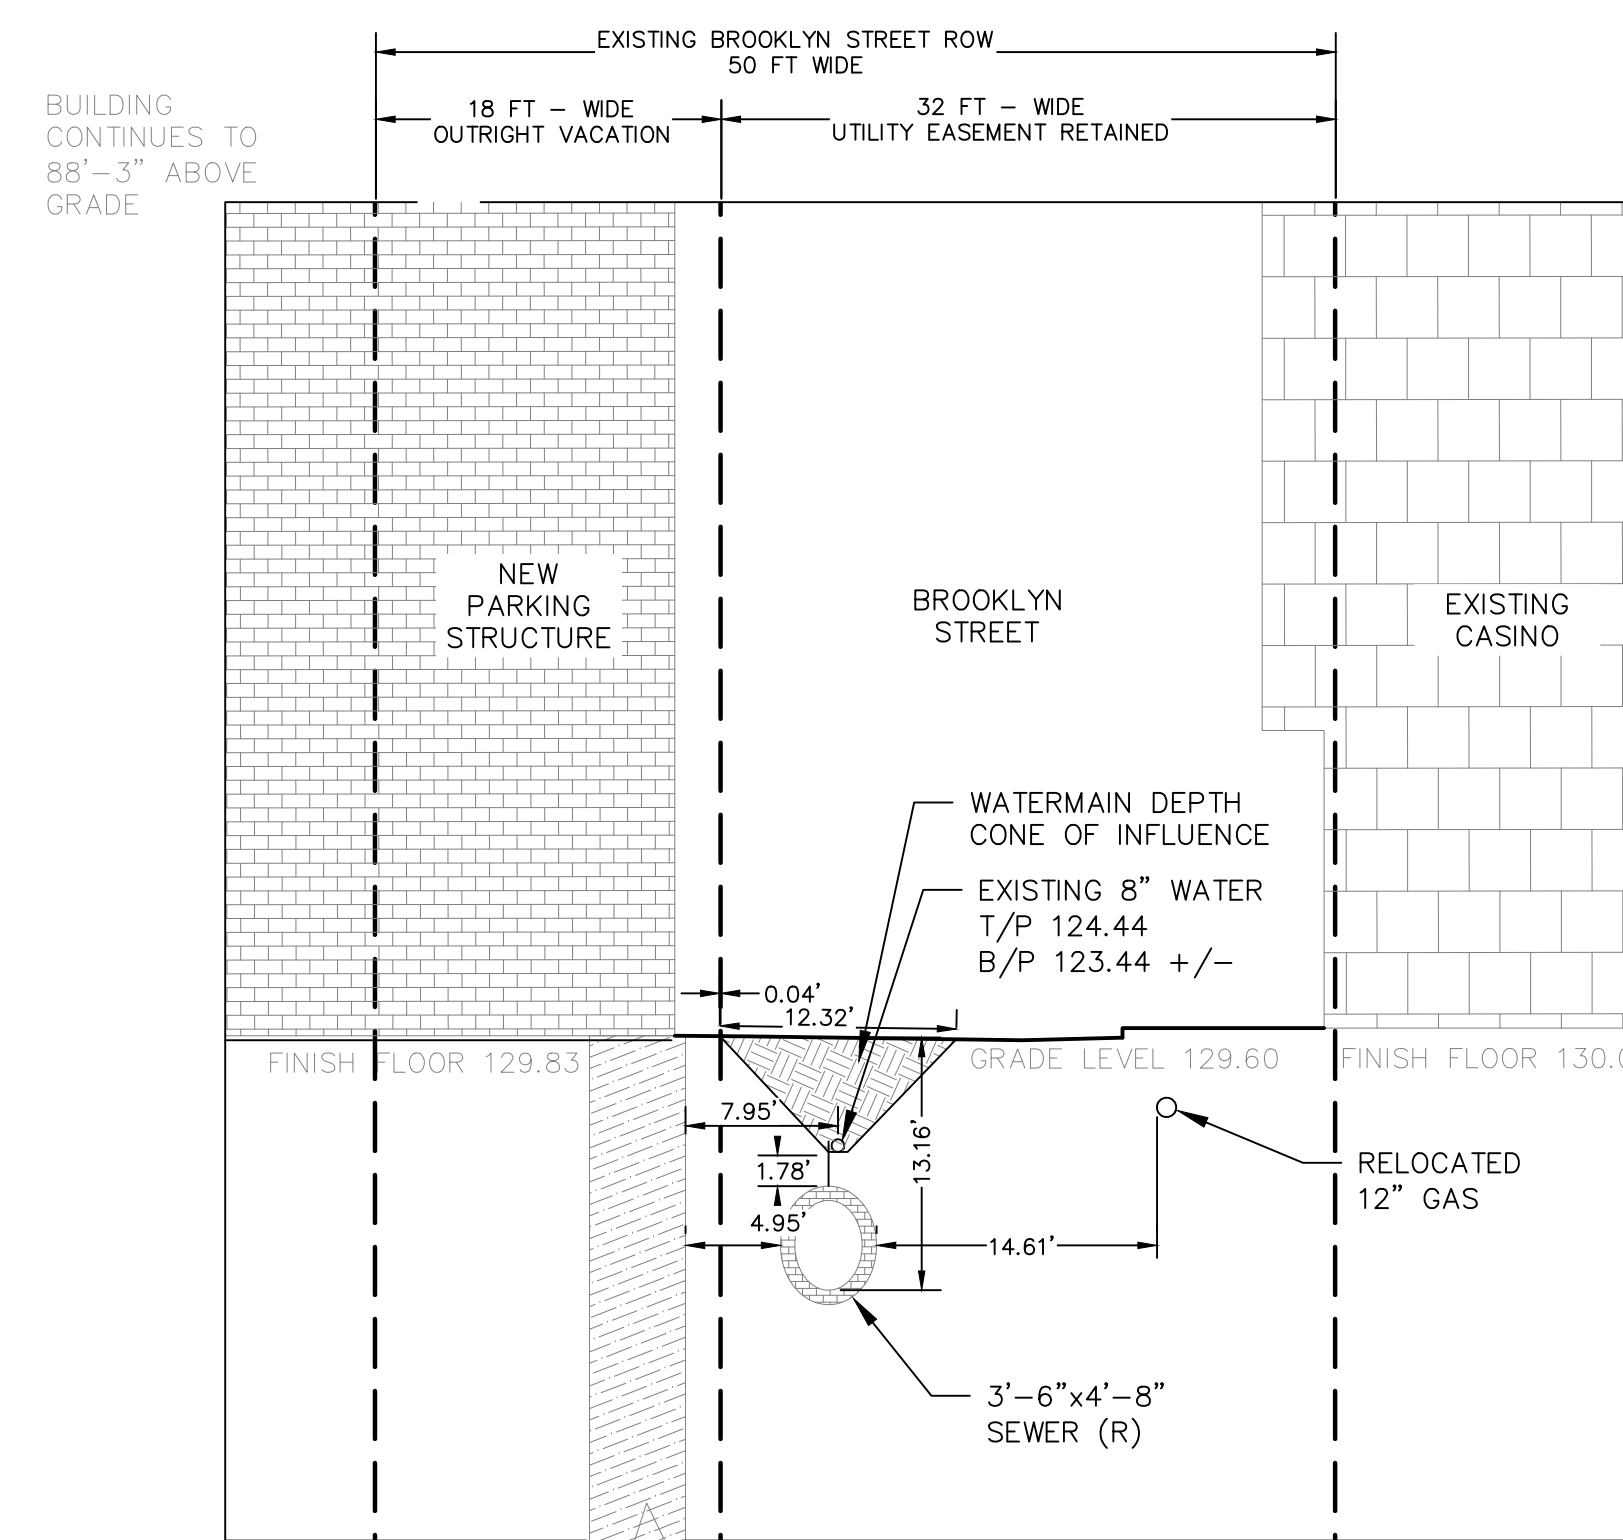 EXISTING BROOKLYN STREET ROW
50 FT WIDE
18 FT – WIDE
OUTRIGHT VACATION
32 FT – WIDE
UTILITY EASEMENT RETAINED
BUILDING
CONTINUES TO
88'–3" ABOVE
GRADE
NEW
PARKING
STRUCTURE
BROOKLYN
STREET
EXISTING
CASINO
WATERMAIN DEPTH
CONE OF INFLUENCE
EXISTING 8" WATER
T/P 124.44
B/P 123.44 +/–
0.04'
12.32'
FINISH FLOOR 129.83
GRADE LEVEL 129.60
FINISH FLOOR 130.0
7.95'
13.16'
1.78'
4.95'
14.61'
RELOCATED
12" GAS
3'–6"x4'–8"
SEWER (R)